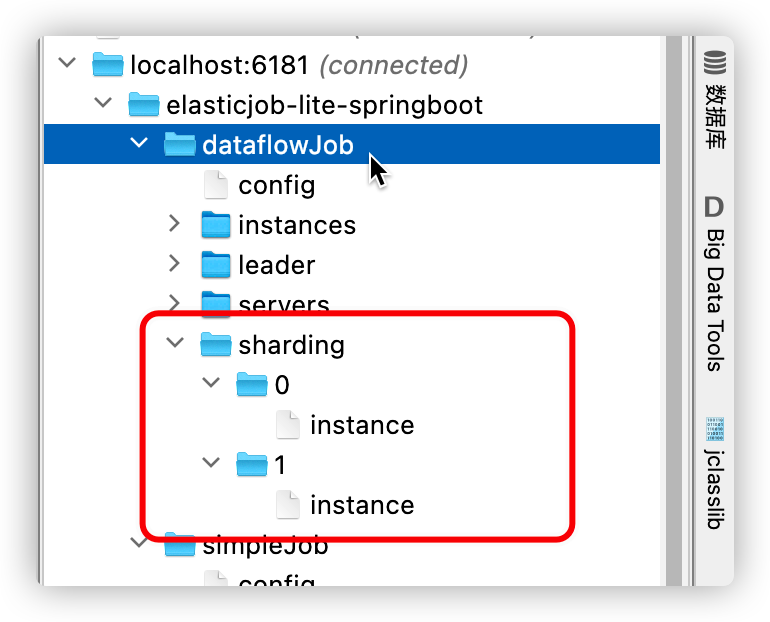 localhost:6181 (connected)
elasticjob-lite-springboot
dataflowJob
config
instances
leader
servers
sharding
0
instance
1
instance
simpleJob
config
数据库
D Big Data Tools
jclasslib